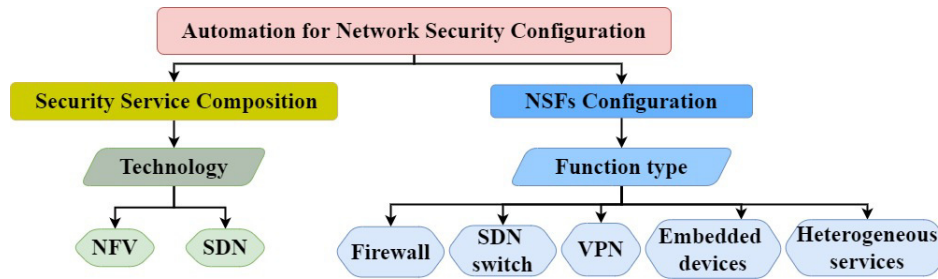 Automation for Network Security Configuration
Security Service Composition
NSFs Configuration
Technology
Function type
NFV
SDN
Firewall
SDN
switch
VPN
Embedded
devices
Heterogeneous
services